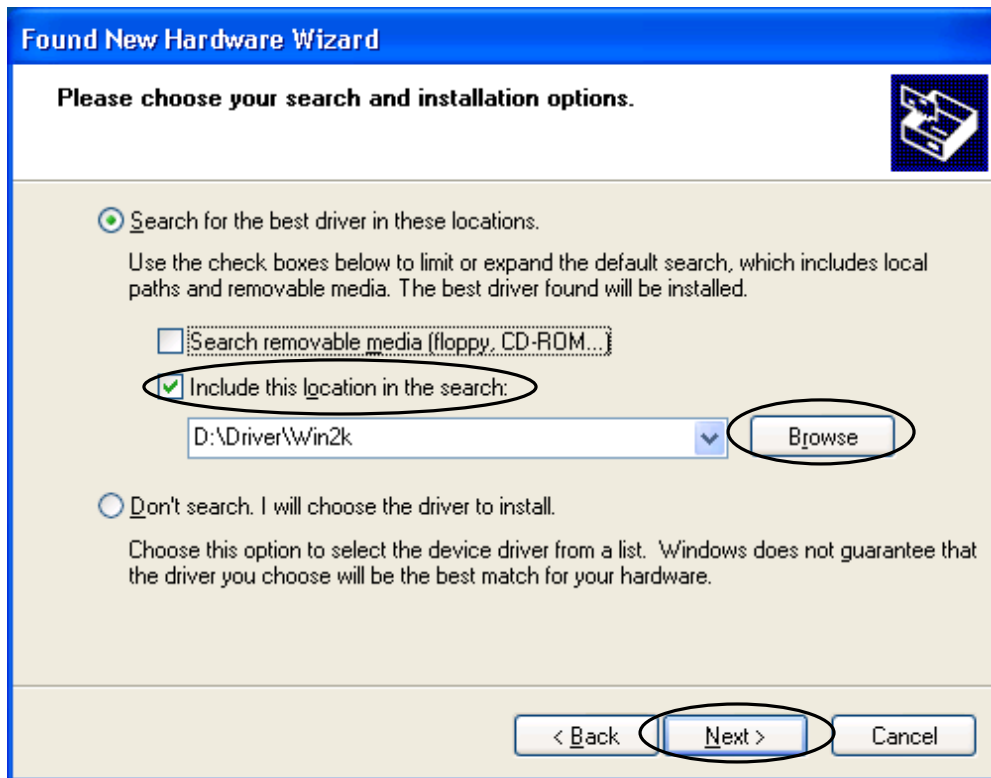 Found New Hardware Wizard
Please choose your search and installation options.
Search for the best driver in these locations.
Use the check boxes below to limit or expand the default search, which includes local
paths and removable media. The best driver found will be installed.
Search removable media (floppy, CD-ROM...)
Include this location in the search:
D:\Driver\Win2k
Browse
Don't search. I will choose the driver to install.
Choose this option to select the device driver from a list. Windows does not guarantee that
the driver you choose will be the best match for your hardware.
< Back
Next >
Cancel